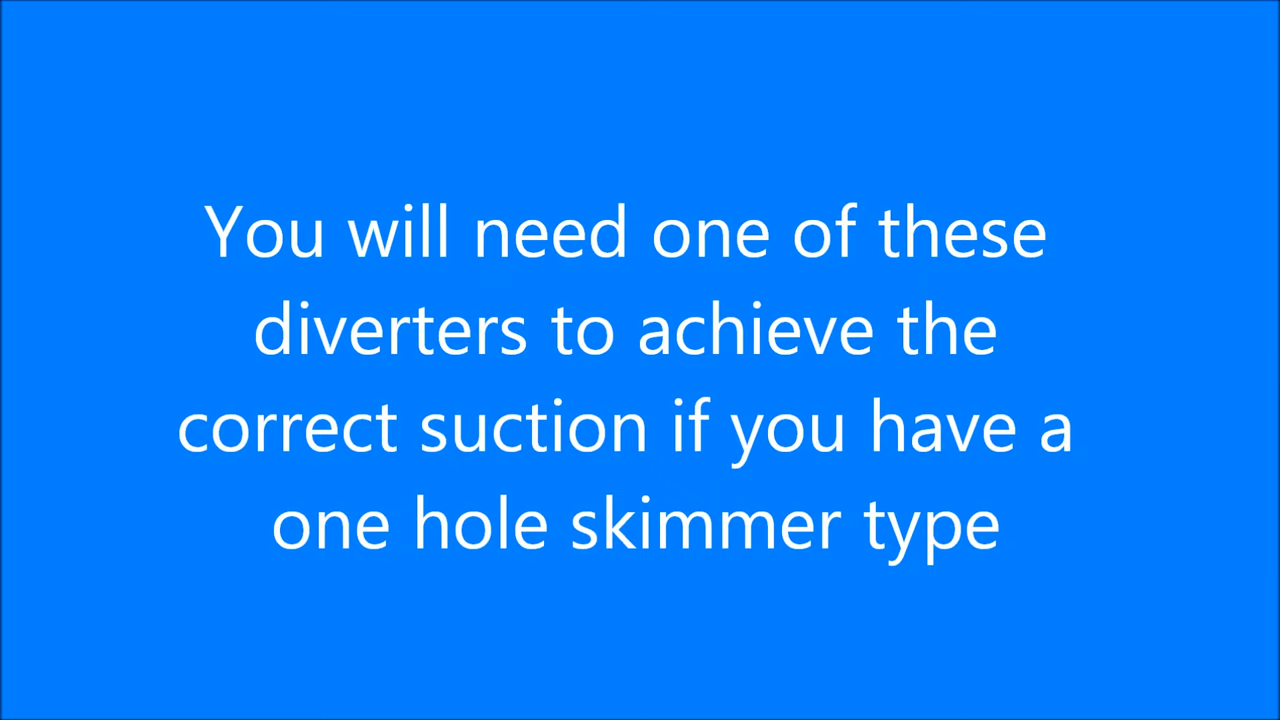 You will need one of these
diverters to achieve the
correct suction if you have a
one hole skimmer type